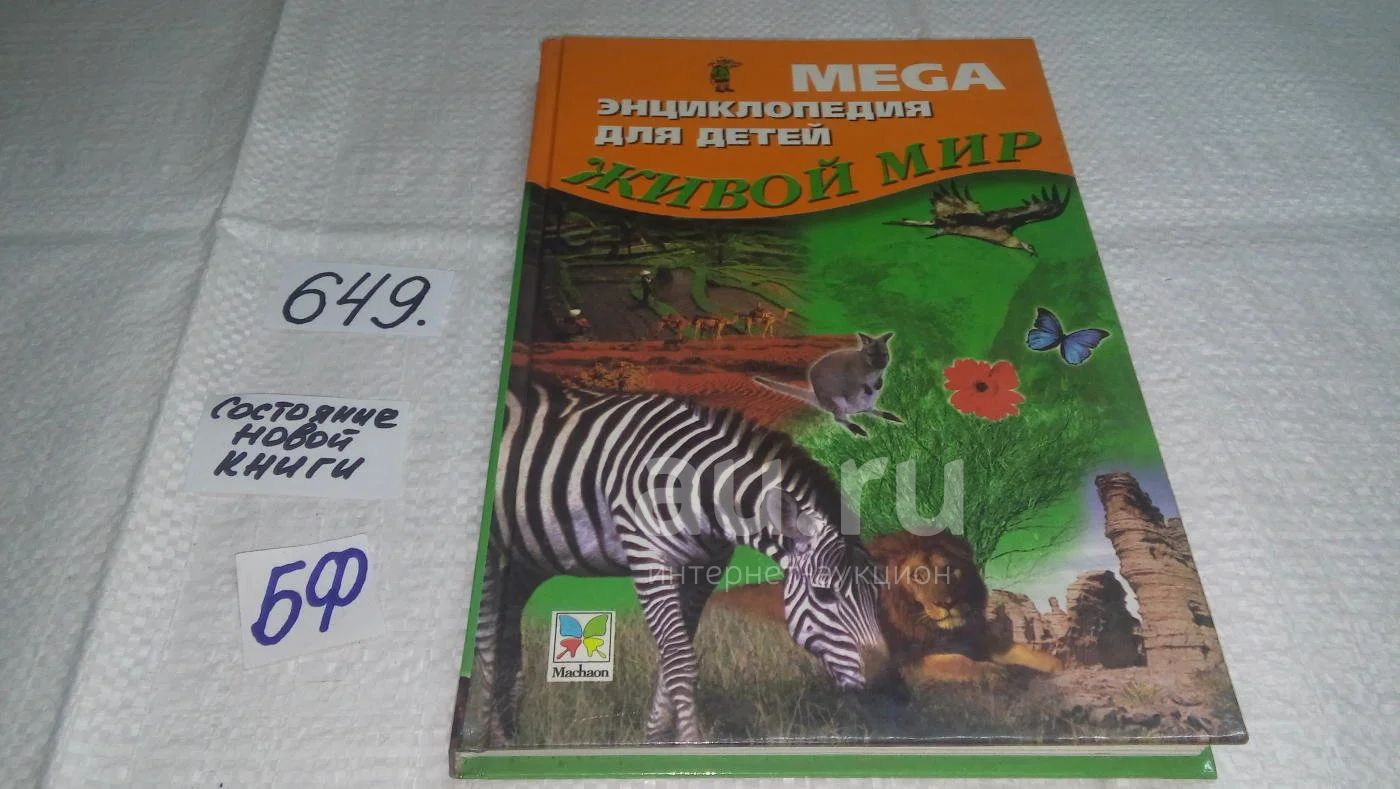 MEGA
ЭНЦИКЛОПЕДИЯ
ДЛЯ ДЕТЕЙ
ЖИВОЙ МИР
649.
СОСТОЯНИЕ
НОВОЙ
КНИГИ
БФ
au.ru
интернет-аукцион
Machaon